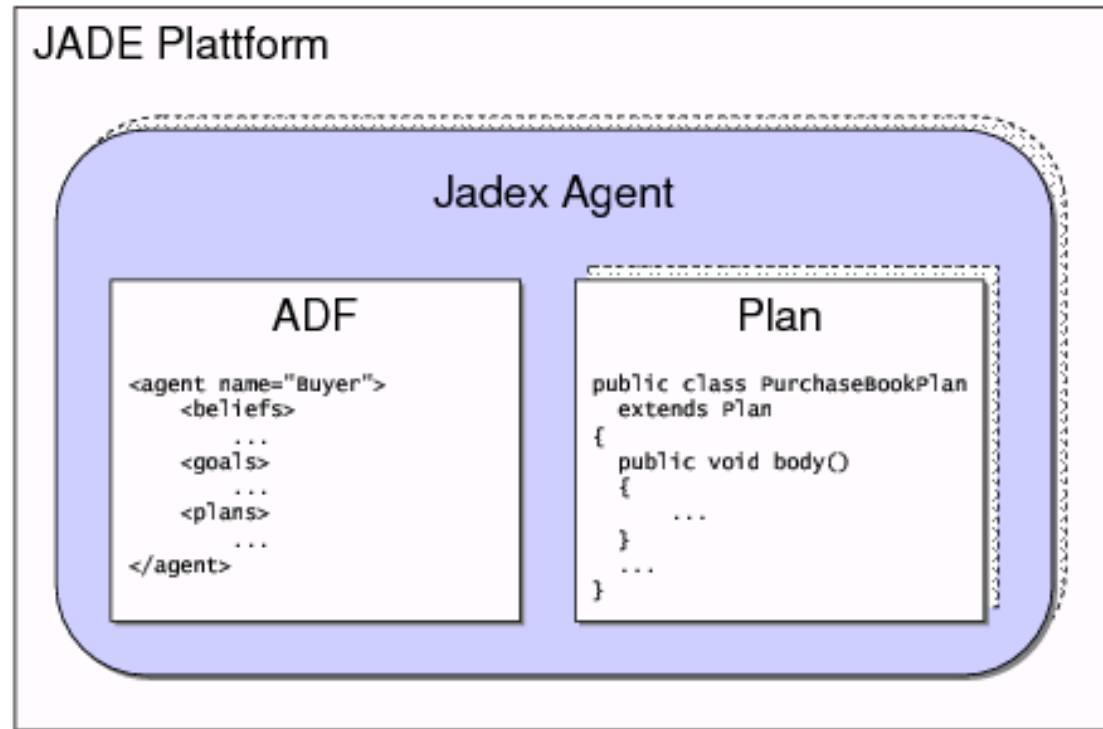 JADE Plattform
Jadex Agent
ADF
<agent name="Buyer">
    <beliefs>
        ...
    <goals>
        ...
    <plans>
        ...
</agent>
Plan
public class PurchaseBookPlan
  extends Plan
{
  public void body()
  {
      ...
  }
  ...
}